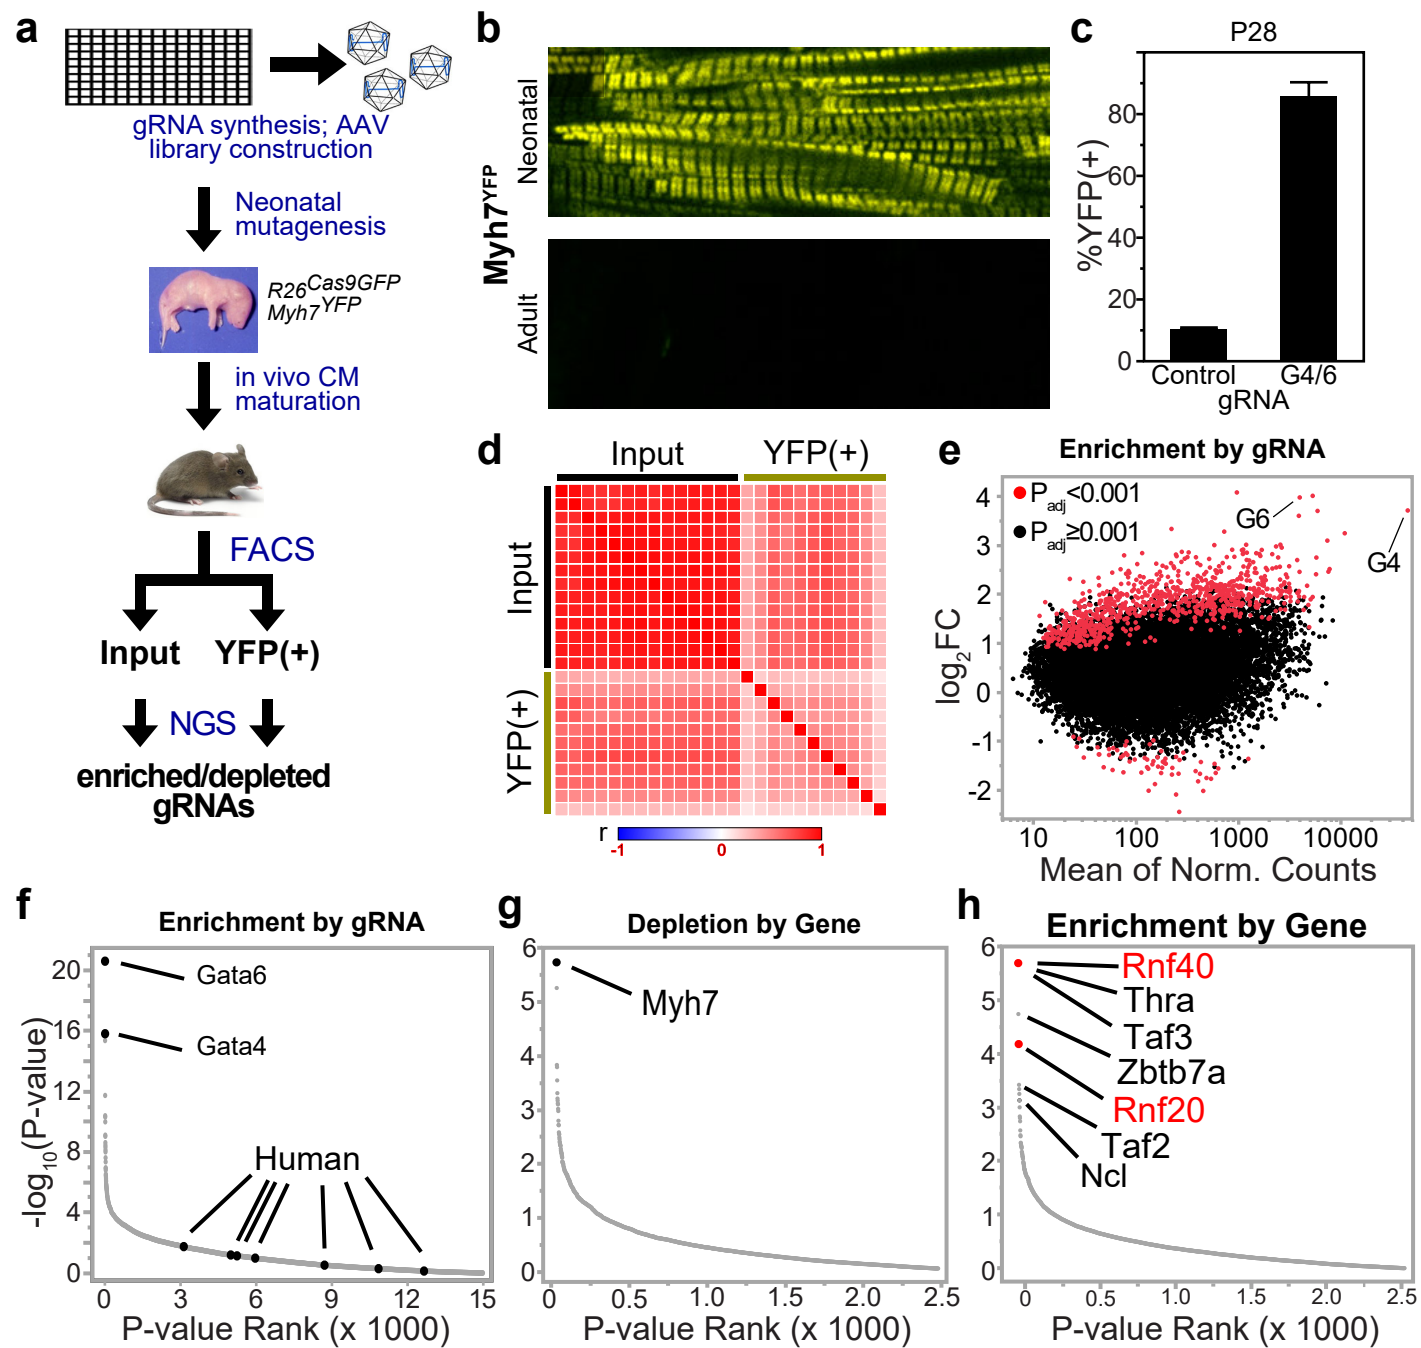 a
gRNA synthesis; AAV
library construction
Neonatal
mutagenesis
R26Cas9GFP
Myh7YFP
in vivo CM
maturation
FACS
Input YFP(+)
NGS
enriched/depleted
gRNAs
b
Myh7YFP
Neonatal
Adult
c
P28
%YFP(+)
80
60
40
20
0
Control G4/6
gRNA
d
Input YFP(+)
Input
YFP(+)
r
-1 0 1
e
Enrichment by gRNA
Padj<0.001
Padj≥0.001
G6
G4
log2FC
4
3
2
1
0
-1
-2
10 100 1000 10000
Mean of Norm. Counts
f
Enrichment by gRNA
-log10(P-value)
20
16
12
8
4
0
Gata6
Gata4
Human
0 3 6 9 12 15
P-value Rank (x 1000)
g
Depletion by Gene
6
5
4
3
2
1
0
Myh7
0 0.5 1.0 1.5 2.0 2.5
P-value Rank (x 1000)
h
Enrichment by Gene
6
5
4
3
2
1
0
Rnf40
Thra
Taf3
Zbtb7a
Rnf20
Taf2
Ncl
0 0.5 1.0 1.5 2.0 2.5
P-value Rank (x 1000)